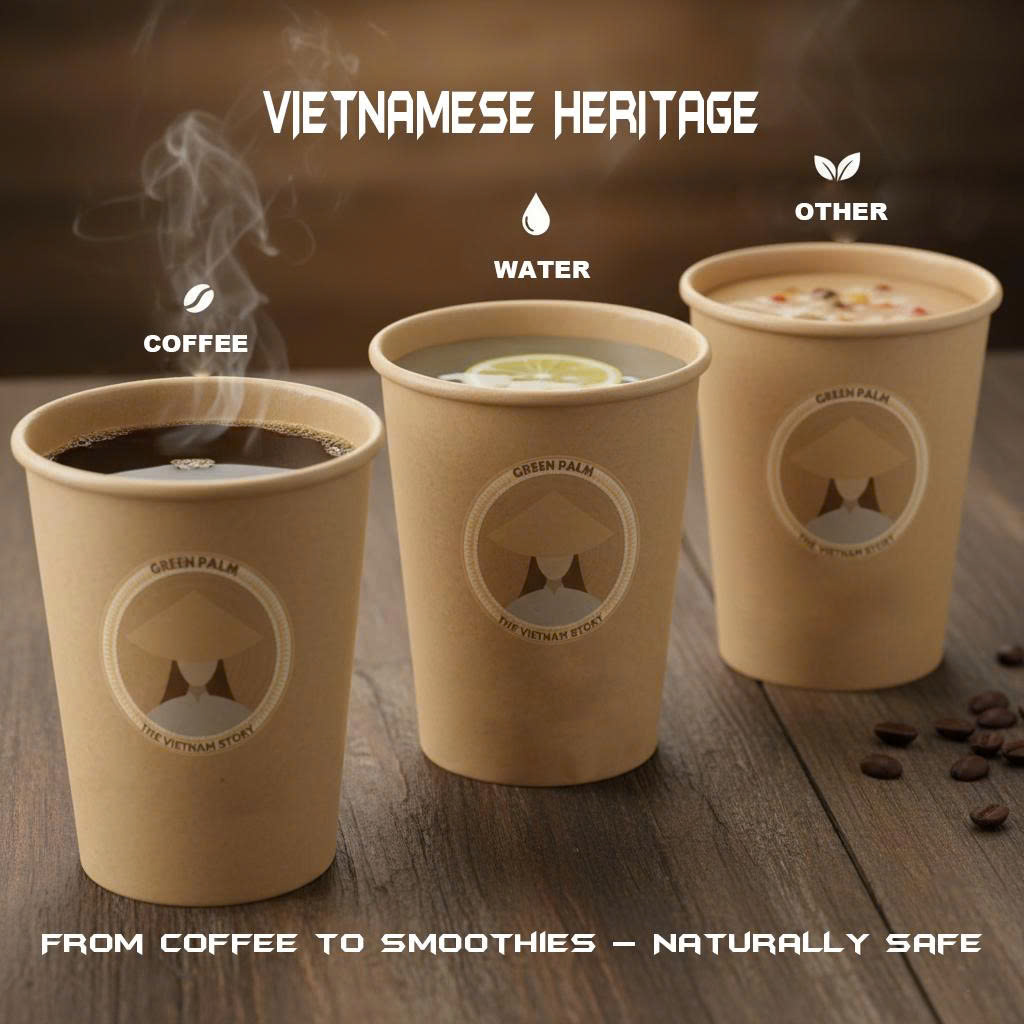 VIETNAMESE HERITAGE
OTHER
WATER
COFFEE
GREEN PALM
THE VIETNAM STORY
GREEN PALM
THE VIETNAM STORY
GREEN PALM
THE VIETNAM STORY
FROM COFFEE TO SMOOTHIES – NATURALLY SAFE